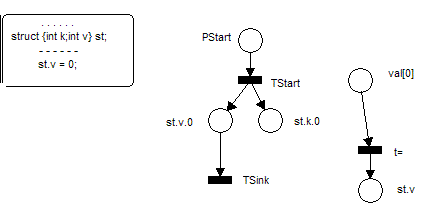 . . . . . .
struct {int k;int v} st;
- - - - - -
st.v = 0;
PStart
TStart
st.v.0
st.k.0
TSink
val[0]
t=
st.v